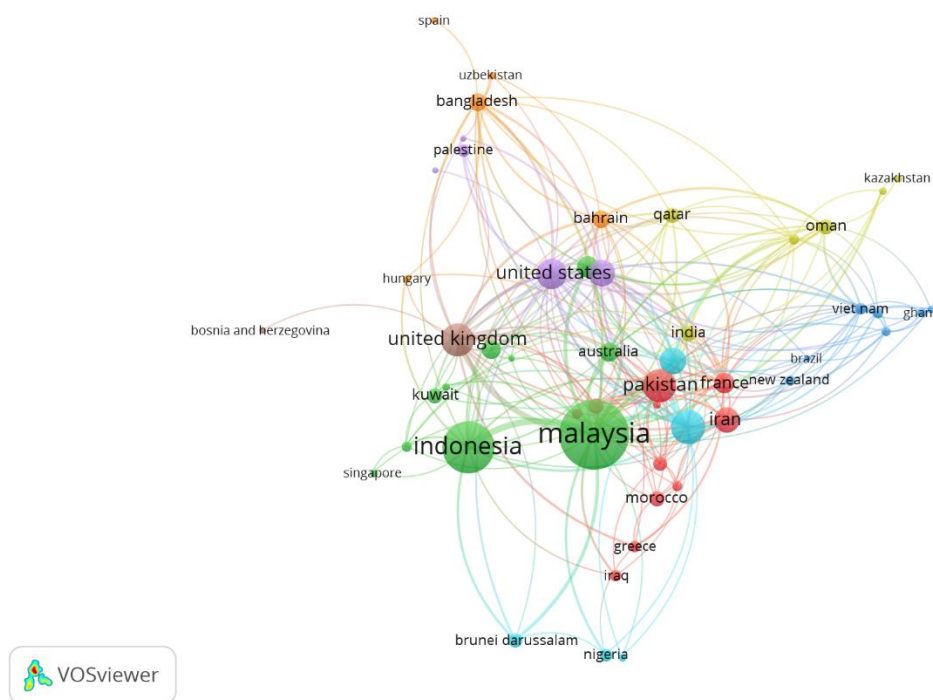 spain
uzbekistan
bangladesh
palestine
kazakhstan
bahrain
qatar
oman
united states
hungary
viet nam
ghan
bosnia and herzegovina
united kingdom
india
australia
brazil
kuwait
pakistan
france
new zealand
iran
malaysia
indonesia
singapore
morocco
greece
iraq
brunei darussalam
nigeria
VOSviewer